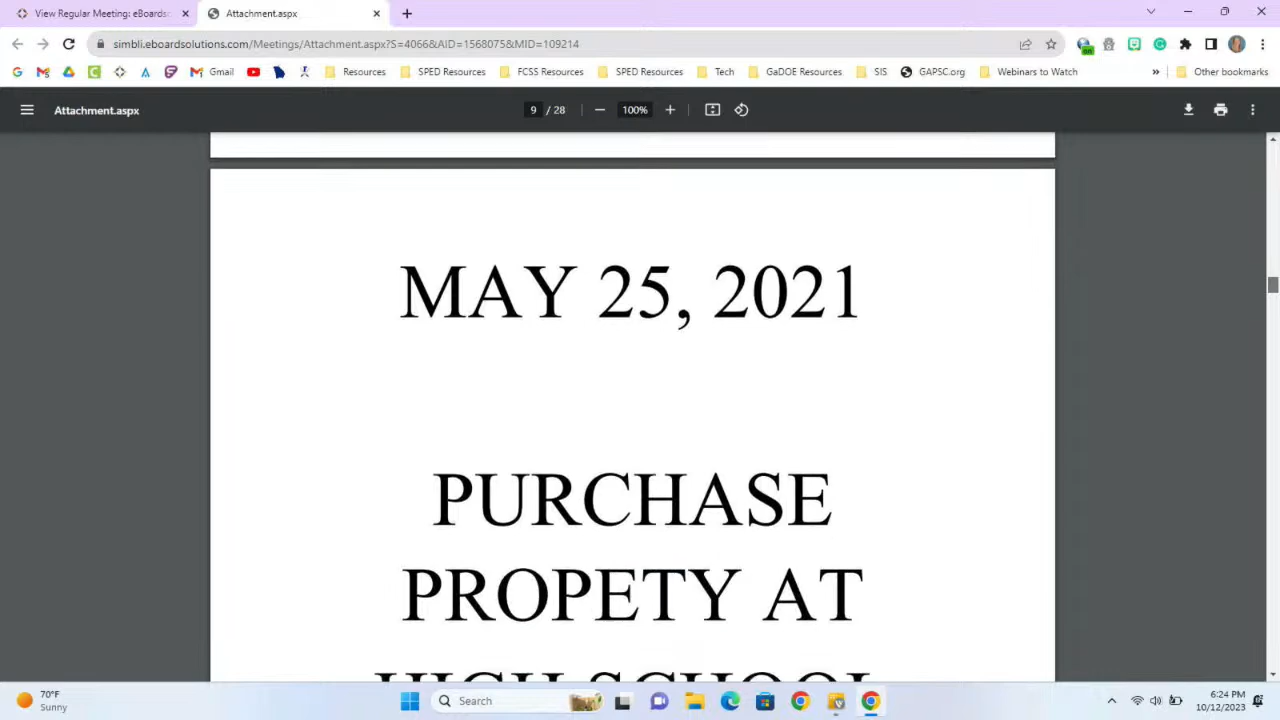 View Regular Meeting: eBoards
Attachment.aspx
simbli.eboardsolutions.com/Meetings/Attachment.aspx?S=4066&AID=1568075&MID=109214
Gmail
Resources
SPED Resources
FCSS Resources
SPED Resources
Tech
GaDOE Resources
SIS
GAPSC.org
Webinars to Watch
»
Other bookmarks
Attachment.aspx
9 / 28
100%
MAY 25, 2021
PURCHASE
PROPETY AT
HIGH SCHOOL
70°F
Sunny
Search
6:24 PM
10/12/2023